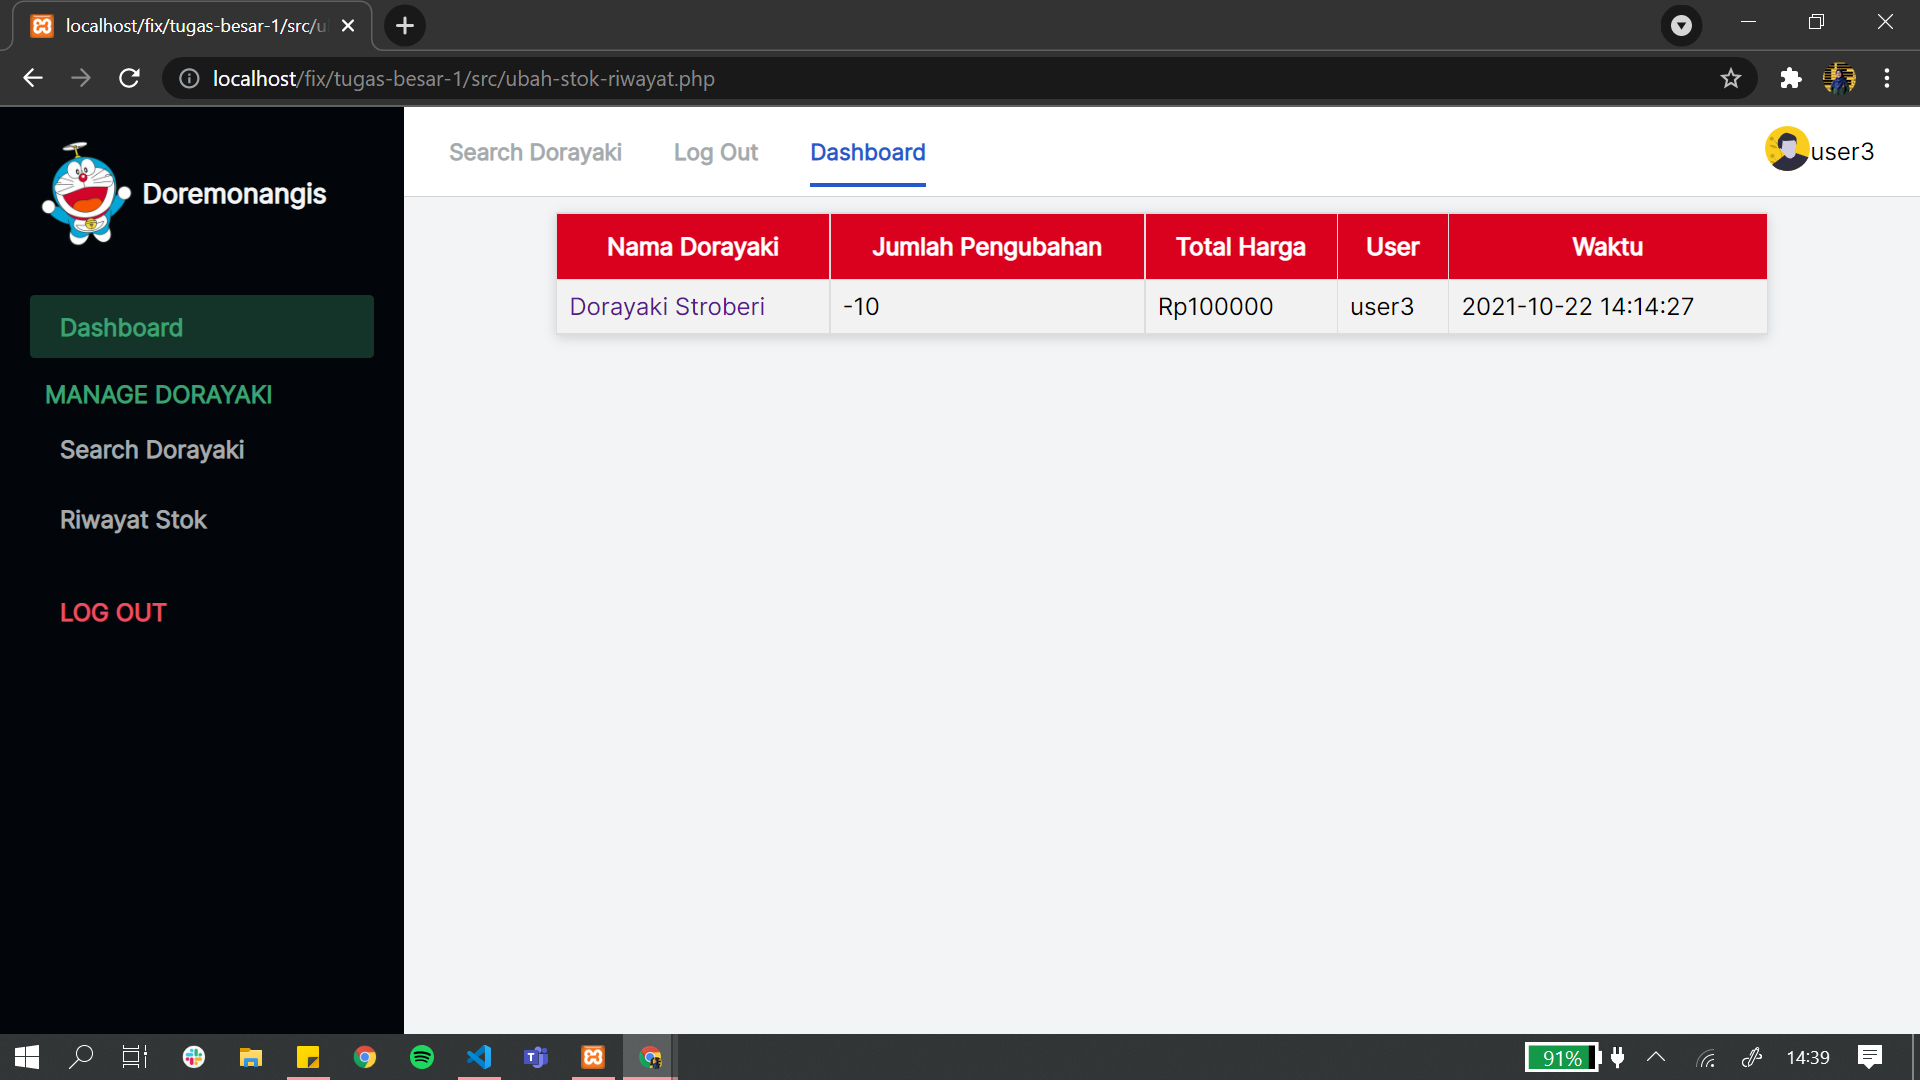 localhost/fix/tugas-besar-1/src/u
localhost/fix/tugas-besar-1/src/ubah-stok-riwayat.php
Doremonangis
Dashboard
MANAGE DORAYAKI
Search Dorayaki
Riwayat Stok
LOG OUT
Search Dorayaki Log Out Dashboard user3
Nama Dorayaki Jumlah Pengubahan Total Harga User Waktu
Dorayaki Stroberi -10 Rp100000 user3 2021-10-22 14:14:27
91% 14:39